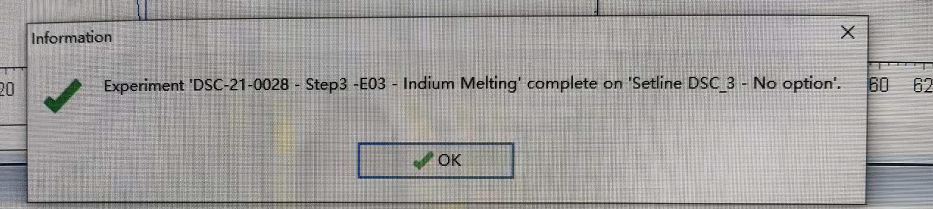 Information
Experiment 'DSC-21-0028 - Step3 -E03 - Indium Melting' complete on 'Setline DSC_3 - No option'.
20
60
62
OK